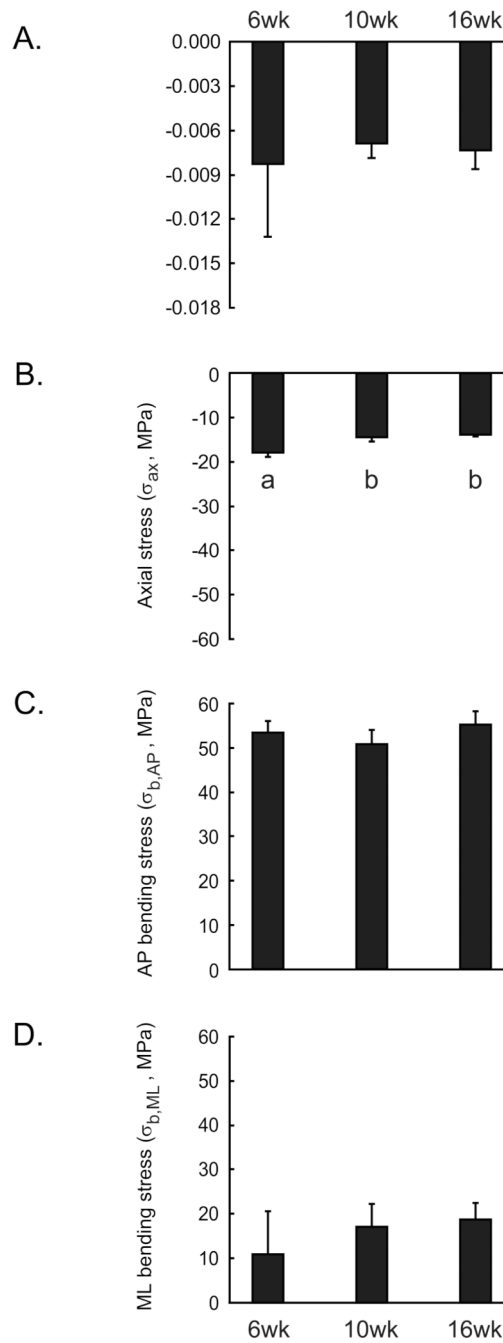 6wk 10wk 16wk
A.
0.000
-0.003
-0.006
-0.009
-0.012
-0.015
-0.018
B.
Axial stress (σax, MPa)
0
-10
-20
-30
-40
-50
-60
a b b
C.
AP bending stress (σb,AP, MPa)
60
50
40
30
20
10
0
D.
ML bending stress (σb,ML, MPa)
60
50
40
30
20
10
0
6wk 10wk 16wk